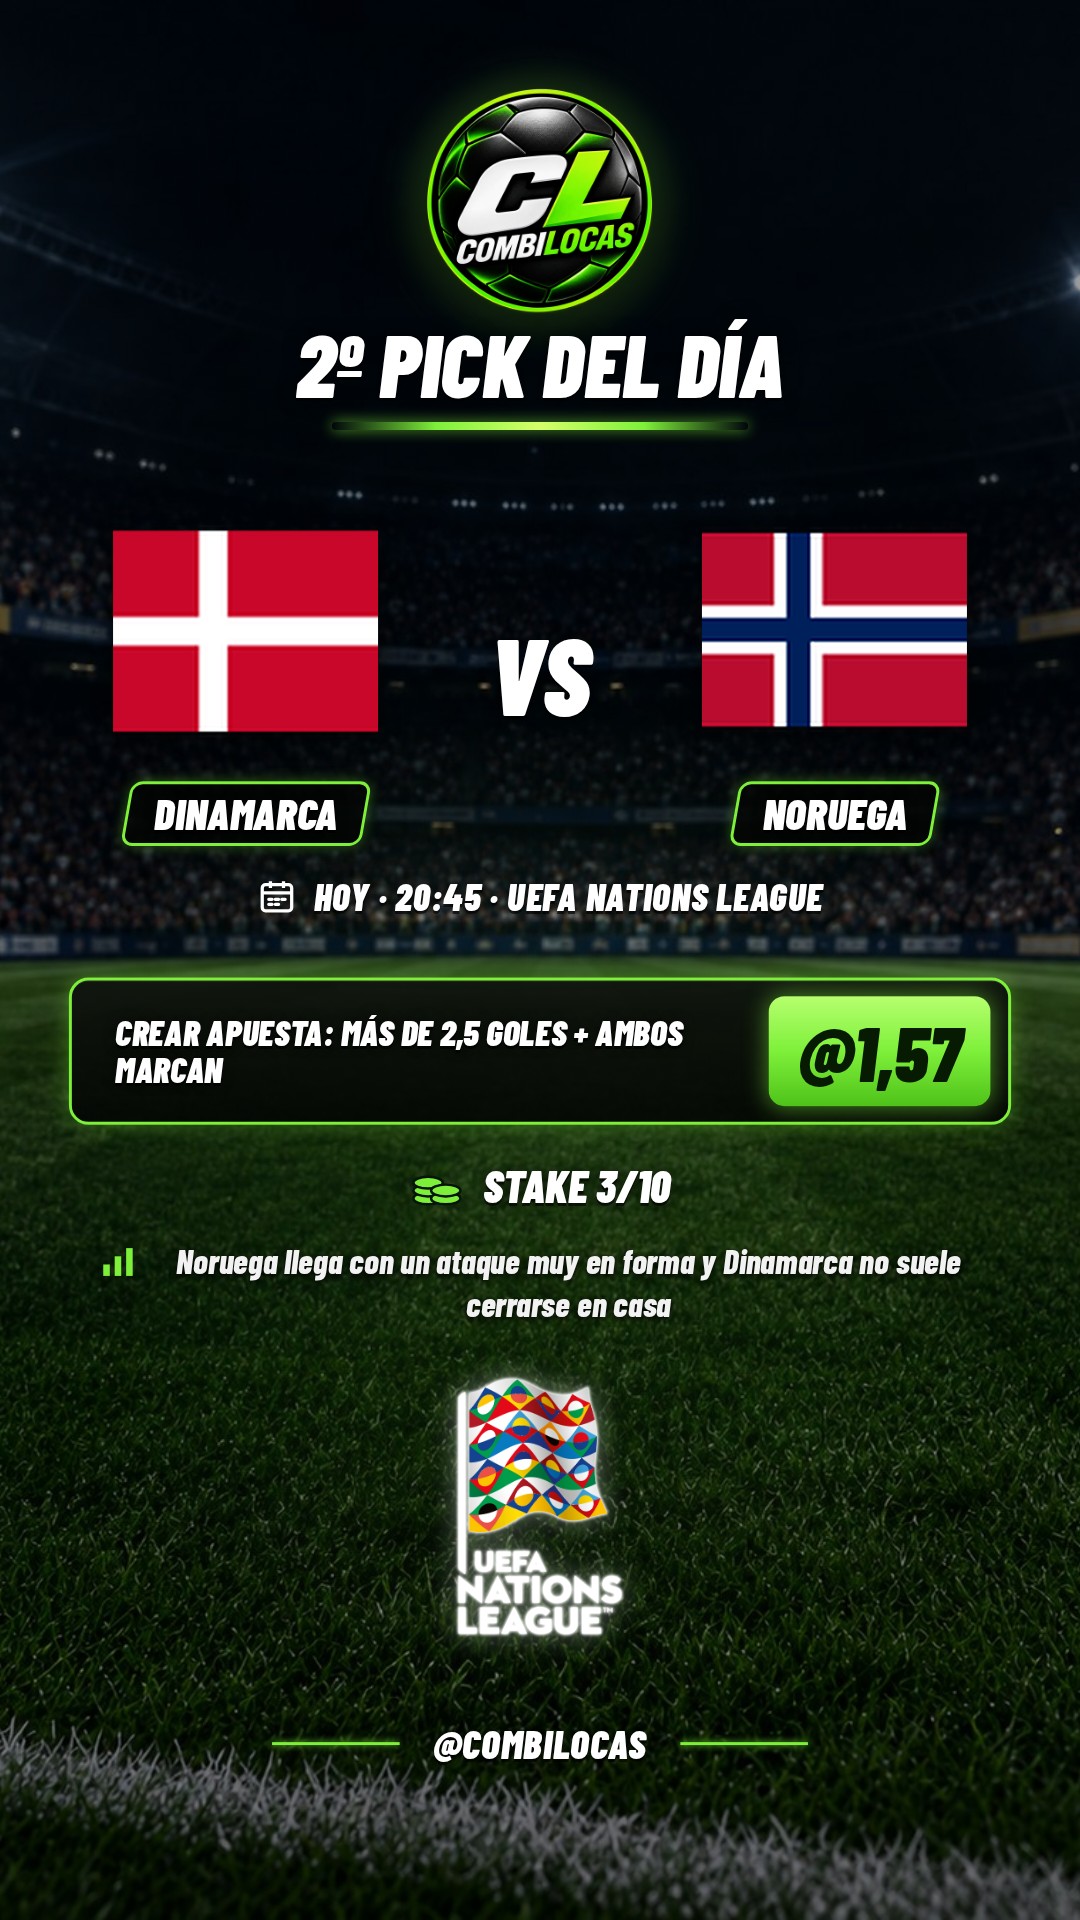 CL
COMBILOCAS
2º PICK DEL DÍA
VS
DINAMARCA
NORUEGA
HOY · 20:45 · UEFA NATIONS LEAGUE
CREAR APUESTA: MÁS DE 2,5 GOLES + AMBOS
MARCAN
@1,57
STAKE 3/10
Noruega llega con un ataque muy en forma y Dinamarca no suele
cerrarse en casa
UEFA
NATIONS
LEAGUE™
@COMBILOCAS